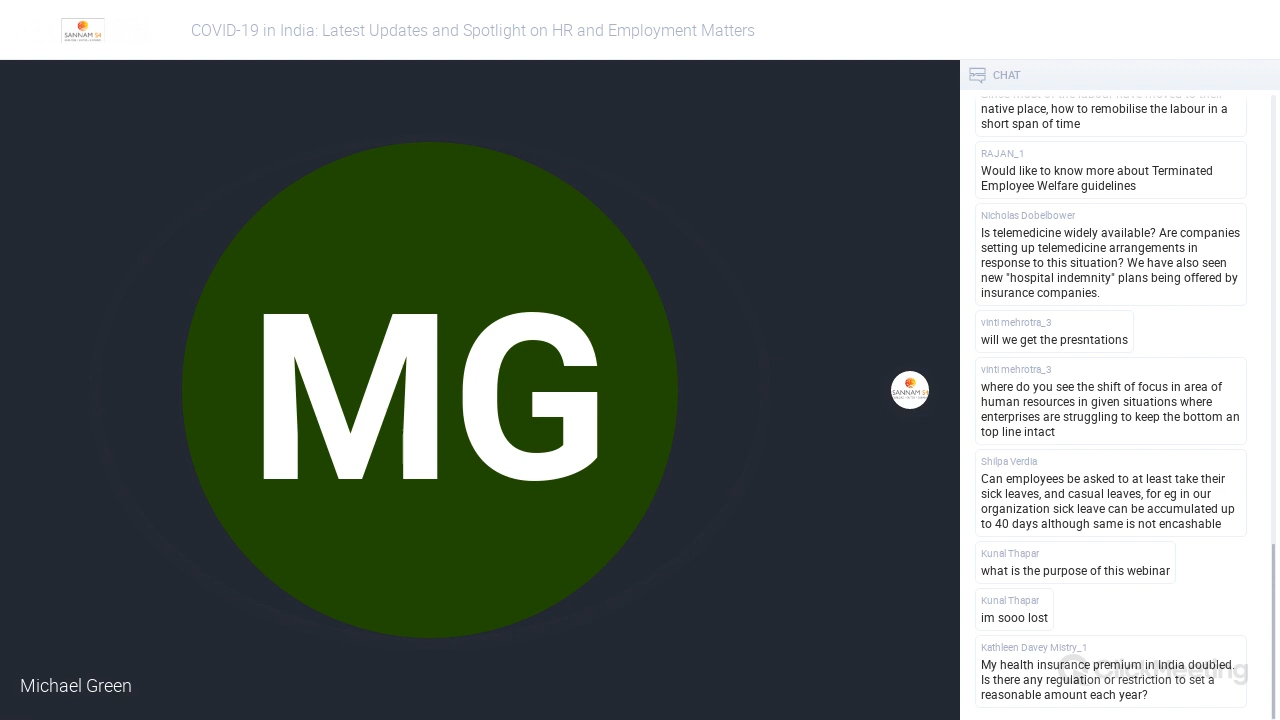 SANNAM S4
COVID-19 in India: Latest Updates and Spotlight on HR and Employment Matters
CHAT
native place, how to remobilise the labour in a
short span of time
RAJAN_1
Would like to know more about Terminated
Employee Welfare guidelines
Nicholas Dobelbower
Is telemedicine widely available? Are companies
setting up telemedicine arrangements in
response to this situation? We have also seen
new "hospital indemnity" plans being offered by
insurance companies.
vinti mehrotra_3
will we get the presntations
vinti mehrotra_3
where do you see the shift of focus in area of
human resources in given situations where
enterprises are struggling to keep the bottom an
top line intact
Shilpa Verdia
Can employees be asked to at least take their
sick leaves, and casual leaves, for eg in our
organization sick leave can be accumulated up
to 40 days although same is not encashable
Kunal Thapar
what is the purpose of this webinar
Kunal Thapar
im sooo lost
Kathleen Davey Mistry_1
My health insurance premium in India doubled.
Is there any regulation or restriction to set a
reasonable amount each year?
ClickMeeting
MG
SANNAM S4
Michael Green